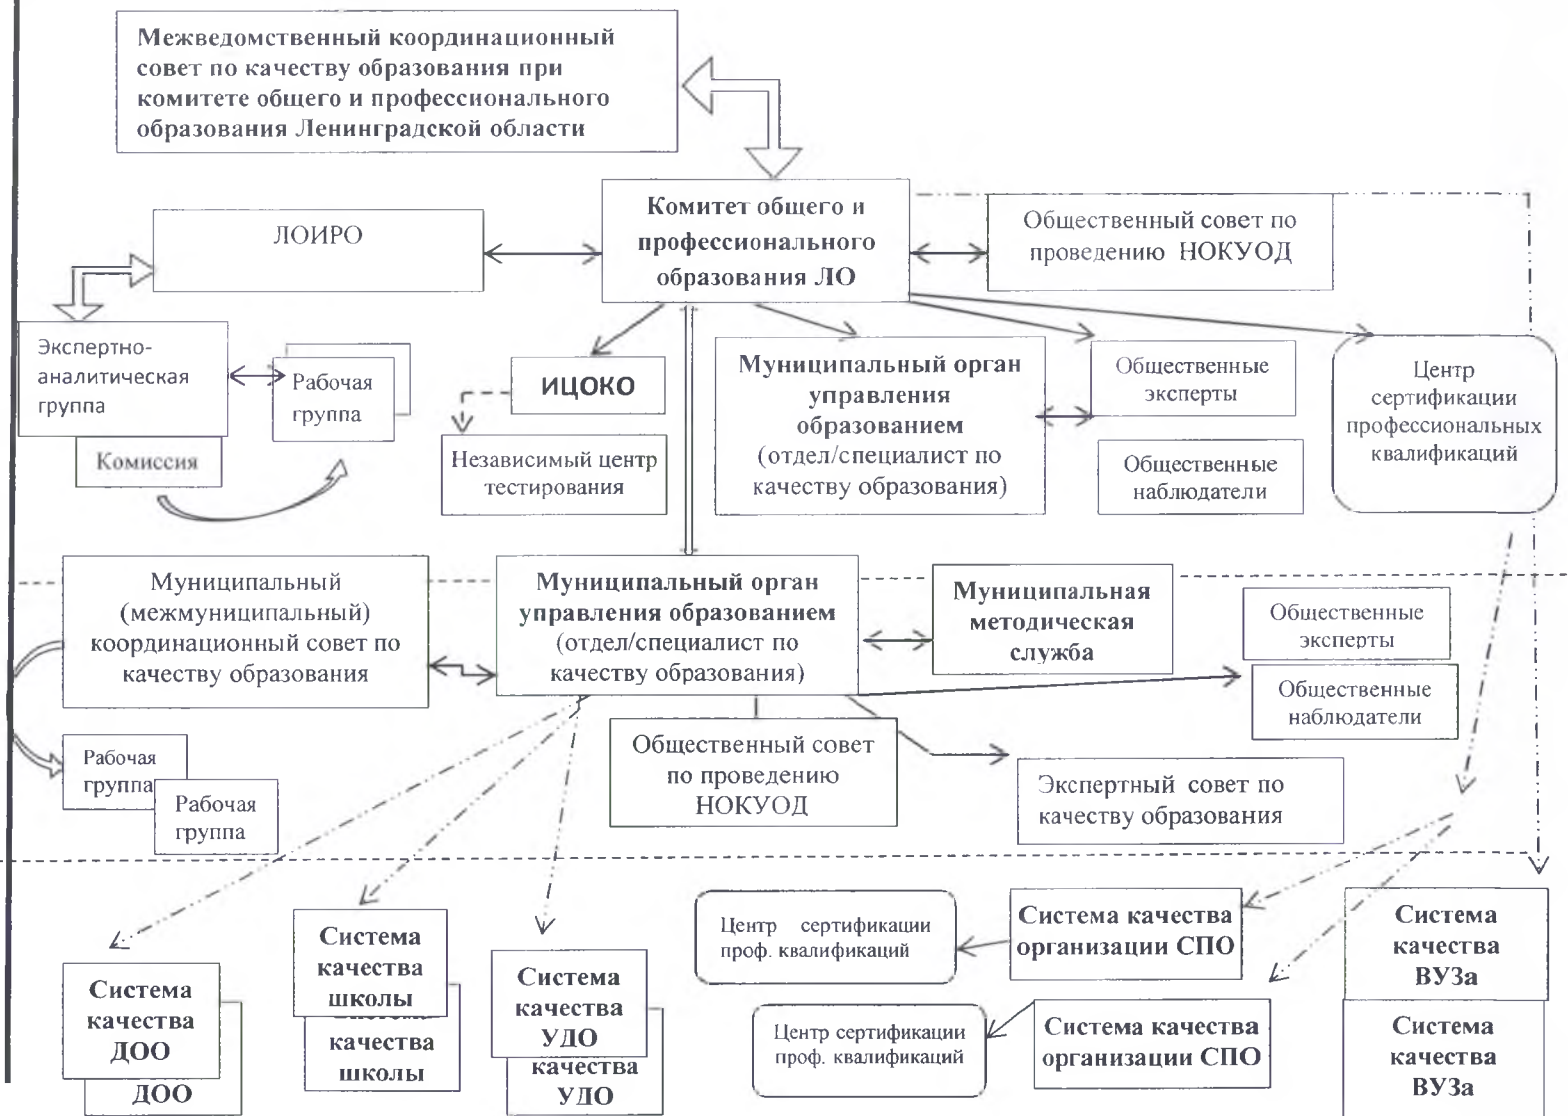 Межведомственный координационный
совет по качеству образования при
комитете общего и профессионального
образования Ленинградской области
Комитет общего и
профессионального
образования ЛО
ЛОИРО
Общественный совет по
проведению НОКУОД
Экспертно-
аналитическая
группа
Рабочая
группа
Комиссия
ИЦОКО
Независимый центр
тестирования
Муниципальный орган
управления
образованием
(отдел/специалист по
качеству образования)
Общественные
эксперты
Общественные
наблюдатели
Центр
сертификации
профессиональных
квалификаций
Муниципальный
(межмуниципальный)
координационный совет по
качеству образования
Муниципальный орган
управления образованием
(отдел/специалист по
качеству образования)
Муниципальная
методическая
служба
Общественные
эксперты
Общественные
наблюдатели
Рабочая
группа
Рабочая
группа
Общественный совет
по проведению
НОКУОД
Экспертный совет по
качеству образования
Система
качества
ДОО
ДОО
Система
качества
школы
качества
школы
Система
качества
УДО
качества
УДО
Центр сертификации
проф. квалификаций
Система качества
организации СПО
Центр сертификации
проф. квалификаций
Система качества
организации СПО
Система
качества
ВУЗа
Система
качества
ВУЗа